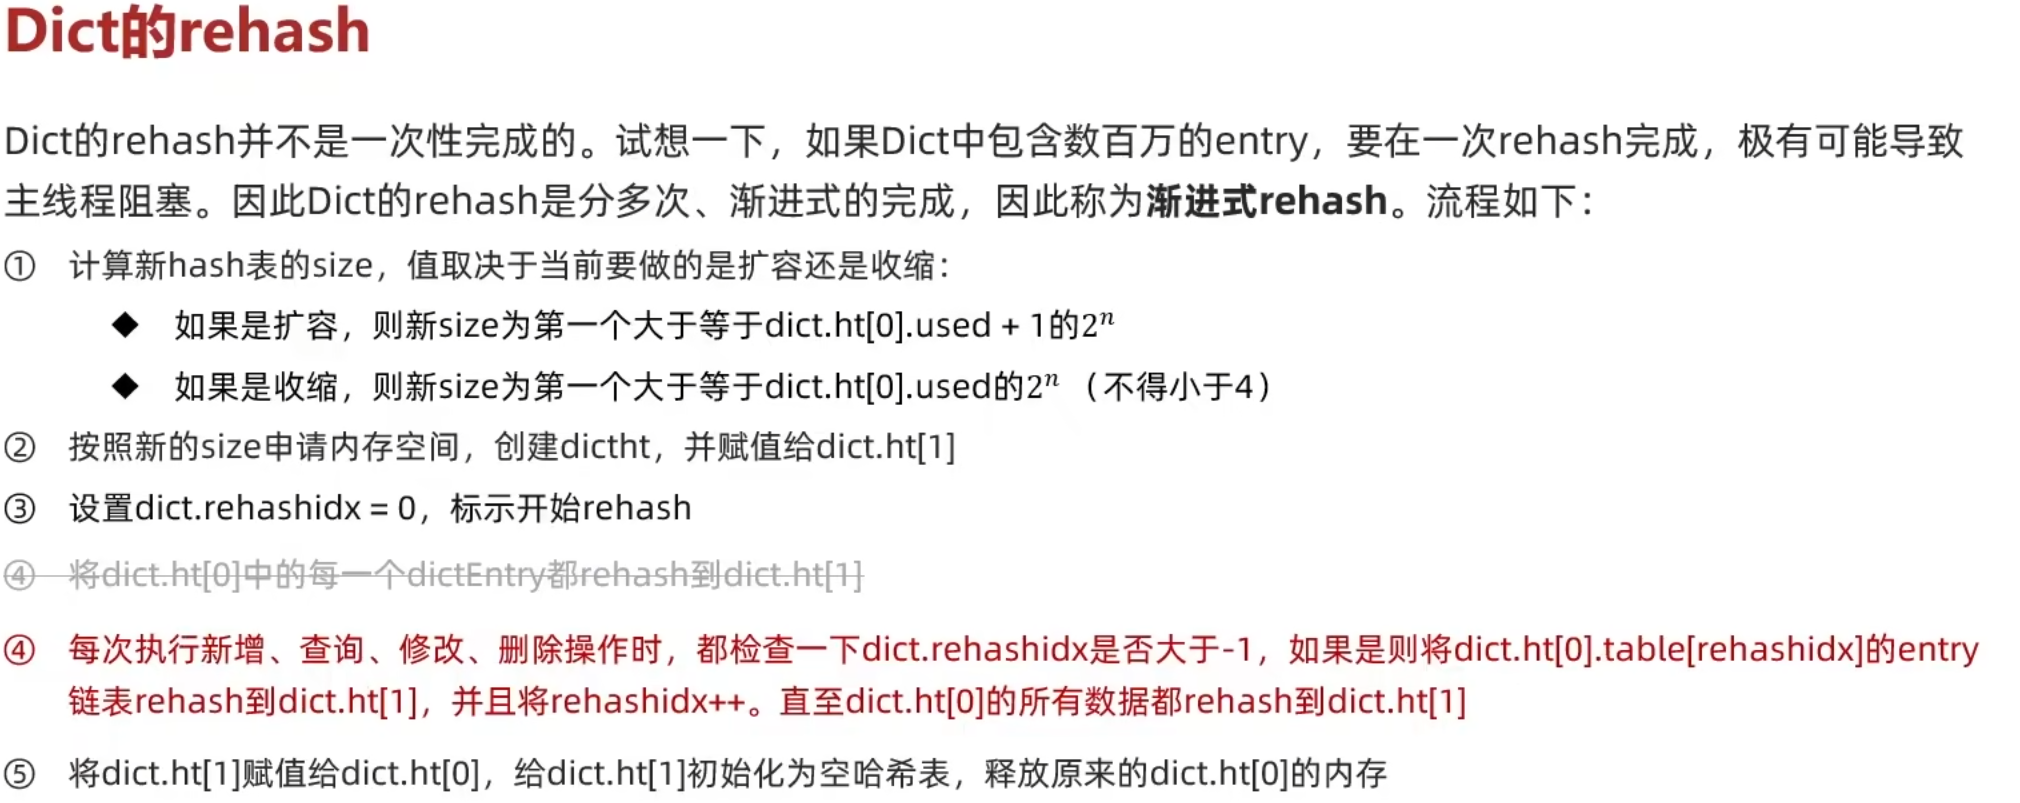 Dict的rehash
Dict的rehash并不是一次性完成的。试想一下，如果Dict中包含数百万的entry，要在一次rehash完成，极有可能导致
主线程阻塞。因此Dict的rehash是分多次、渐进式的完成，因此称为渐进式rehash。流程如下：
① 计算新hash表的size，值取决于当前要做的是扩容还是收缩：
◆ 如果是扩容，则新size为第一个大于等于dict.ht[0].used + 1的2ⁿ
◆ 如果是收缩，则新size为第一个大于等于dict.ht[0].used的2ⁿ（不得小于4）
② 按照新的size申请内存空间，创建dictht，并赋值给dict.ht[1]
③ 设置dict.rehashidx = 0，标示开始rehash
④ 将dict.ht[0]中的每一个dictEntry都rehash到dict.ht[1]
④ 每次执行新增、查询、修改、删除操作时，都检查一下dict.rehashidx是否大于-1，如果是则将dict.ht[0].table[rehashidx]的entry
链表rehash到dict.ht[1]，并且将rehashidx++。直至dict.ht[0]的所有数据都rehash到dict.ht[1]
⑤ 将dict.ht[1]赋值给dict.ht[0]，给dict.ht[1]初始化为空哈希表，释放原来的dict.ht[0]的内存